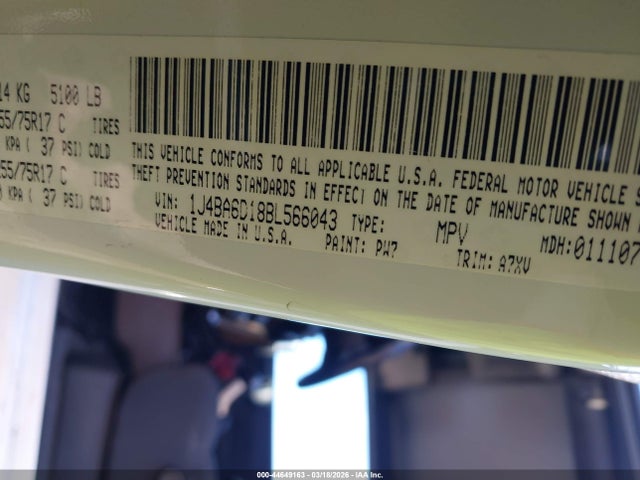 14 KG 5100 LB
55/75R17 C TIRES
KPA ( 37 PSI) COLD
255/75R17 C TIRES
KPA ( 37 PSI) COLD
THIS VEHICLE CONFORMS TO ALL APPLICABLE U.S.A. FEDERAL MOTOR VEHICLE S
THEFT PREVENTION STANDARDS IN EFFECT ON THE DATE OF MANUFACTURE SHOWN
VIN: 1J4BA6D18BL566043 TYPE: MPV MDH: 011107
VEHICLE MADE IN U.S.A. PAINT: PW7 TRIM: A7XV
000-44649163 - 03/18/2026 - IAA Inc.